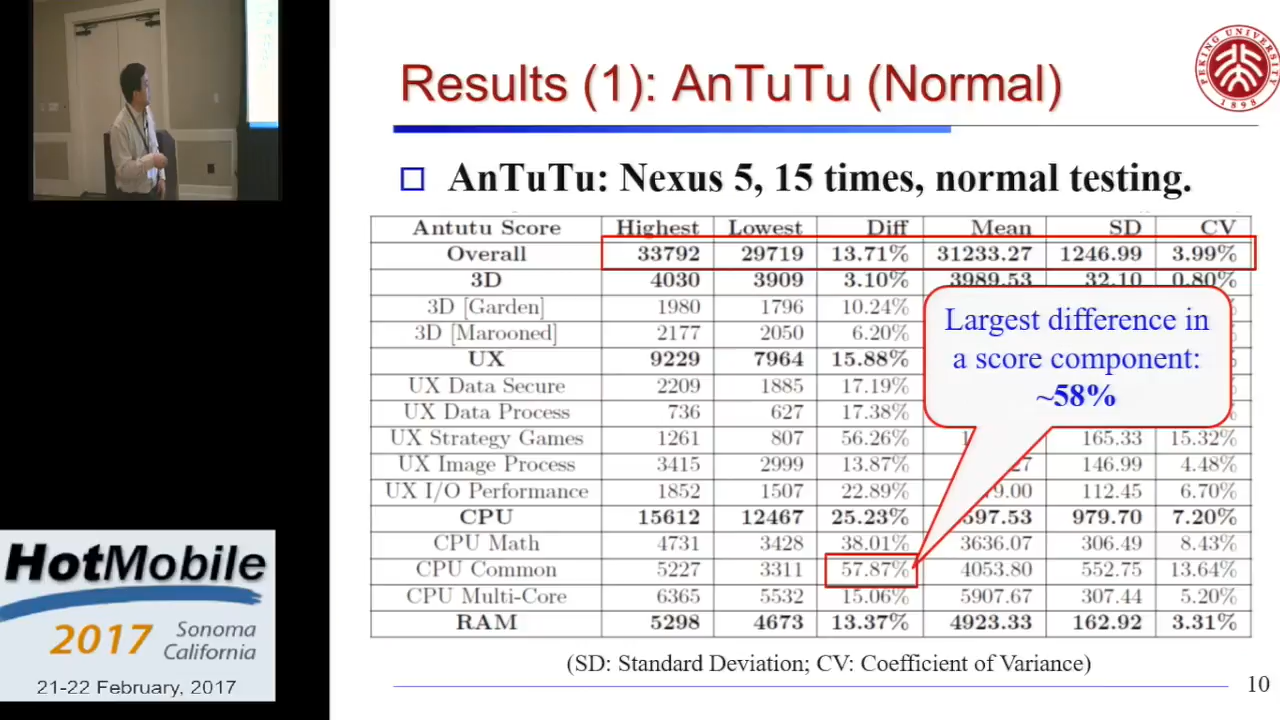 Results (1): AnTuTu (Normal)
PEKING UNIVERSITY
1898
AnTuTu: Nexus 5, 15 times, normal testing.
Antutu Score Highest Lowest Diff Mean SD CV
Overall 33792 29719 13.71% 31233.27 1246.99 3.99%
3D 4030 3909 3.10% 3989.53 32.10 0.80%
3D [Garden] 1980 1796 10.24%
3D [Marooned] 2177 2050 6.20%
UX 9229 7964 15.88%
UX Data Secure 2209 1885 17.19%
UX Data Process 736 627 17.38%
UX Strategy Games 1261 807 56.26% 165.33 15.32%
UX Image Process 3415 2999 13.87% 146.99 4.48%
UX I/O Performance 1852 1507 22.89% 112.45 6.70%
CPU 15612 12467 25.23% 979.70 7.20%
CPU Math 4731 3428 38.01% 3636.07 306.49 8.43%
CPU Common 5227 3311 57.87% 4053.80 552.75 13.64%
CPU Multi-Core 6365 5532 15.06% 5907.67 307.44 5.20%
RAM 5298 4673 13.37% 4923.33 162.92 3.31%
Largest difference in
a score component:
~58%
(SD: Standard Deviation; CV: Coefficient of Variance)
10
HotMobile
2017 Sonoma
California
21-22 February, 2017